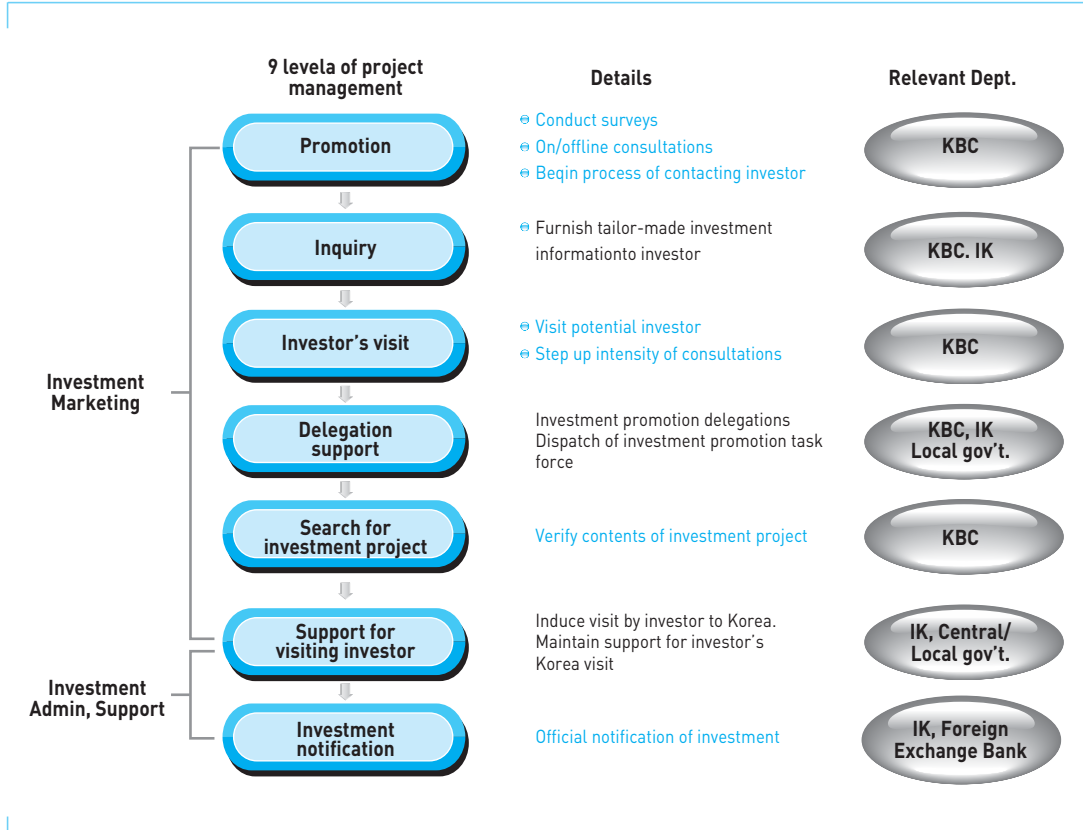 9 levela of project
management
Details
Relevant Dept.
Promotion
Conduct surveys
On/offline consultations
Beqin process of contacting investor
KBC
Inquiry
Furnish tailor-made investment
informationto investor
KBC. IK
Investor's visit
Visit potential investor
Step up intensity of consultations
KBC
Investment
Marketing
Delegation
support
Investment promotion delegations
Dispatch of investment promotion task
force
KBC, IK
Local gov't.
Search for
investment project
Verify contents of investment project
KBC
Support for
visiting investor
Induce visit by investor to Korea.
Maintain support for investor's
Korea visit
IK, Central/
Local gov't.
Investment
Admin, Support
Investment
notification
Official notification of investment
IK, Foreign
Exchange Bank